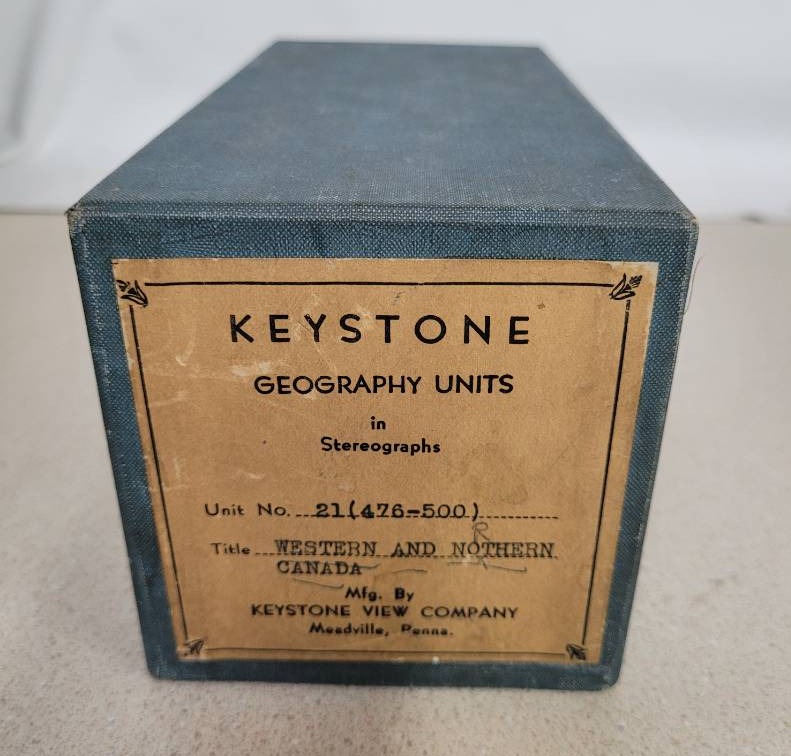 KEYSTONE
GEOGRAPHY UNITS
in
Stereographs
Unit No. 21(476-500)
R
Title WESTERN AND NOTHERN
CANADA
Mfg. By
KEYSTONE VIEW COMPANY
Meadville, Penna.